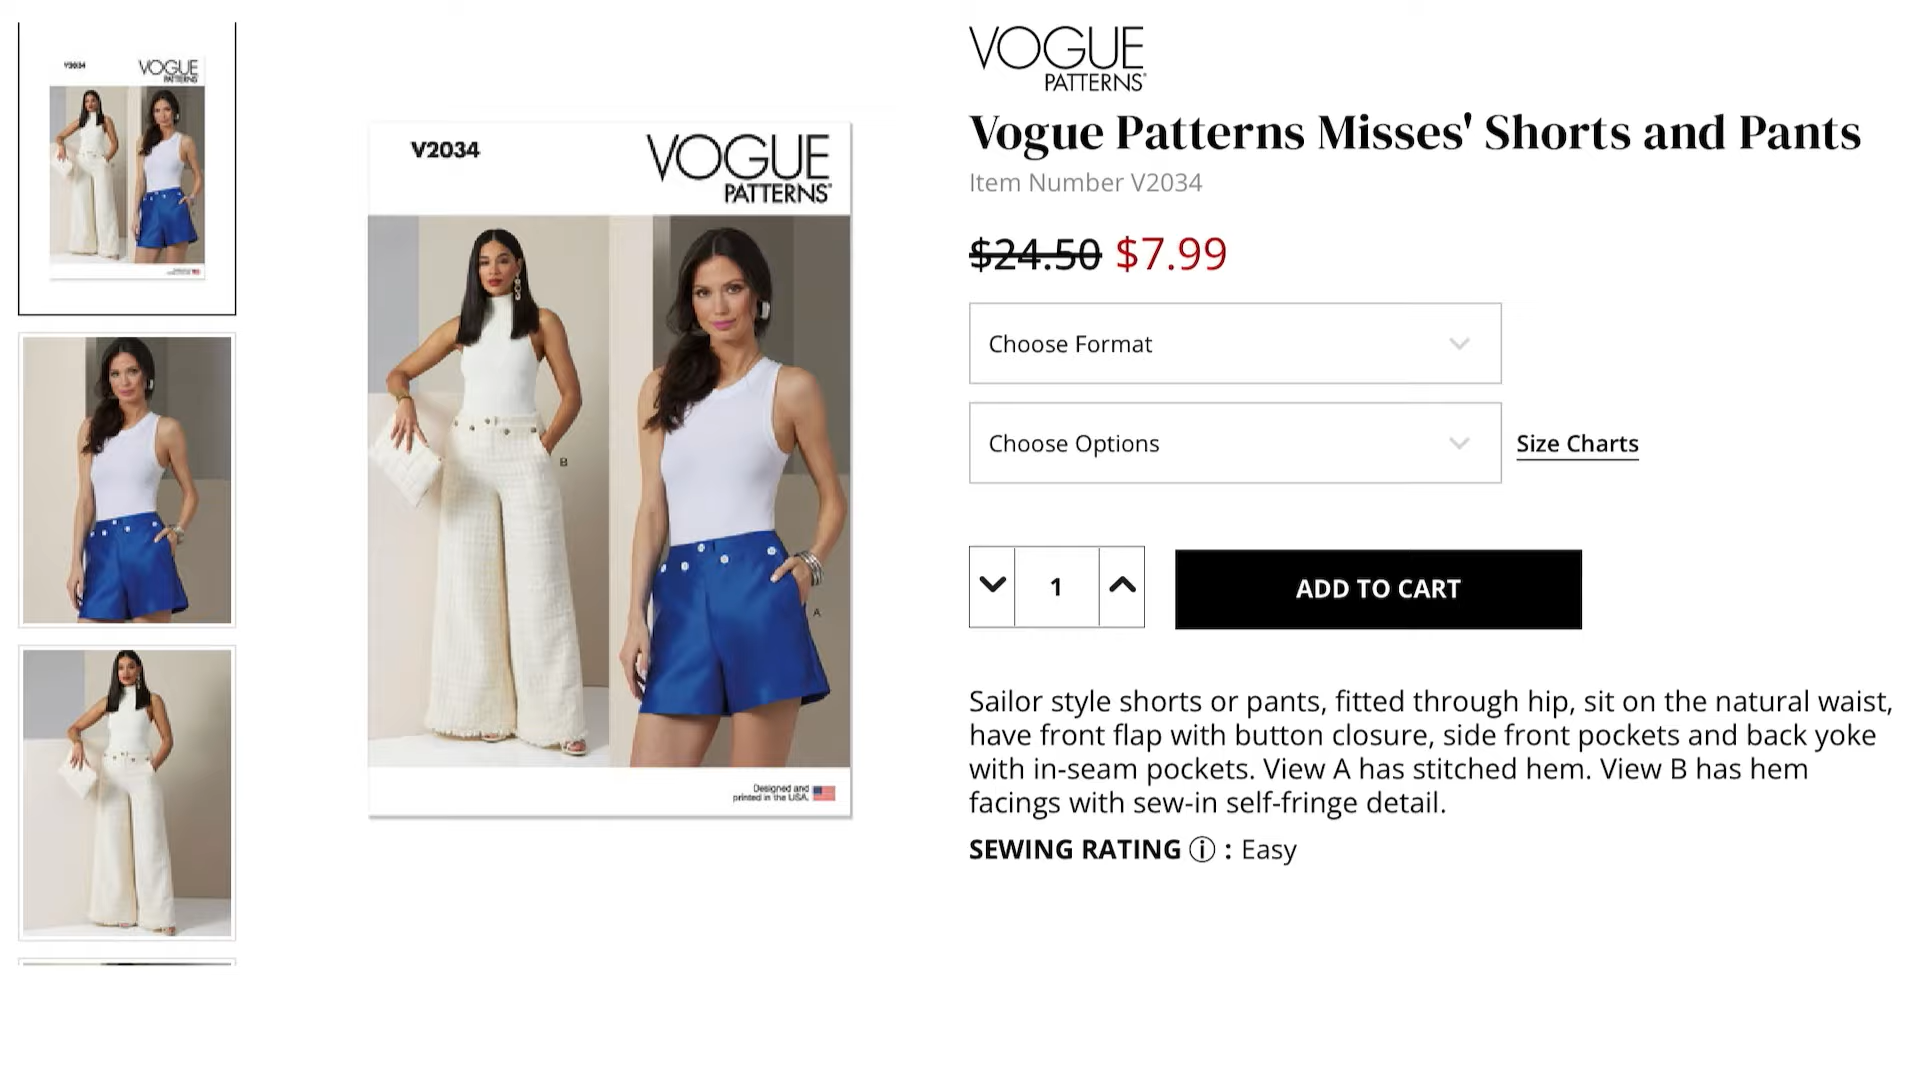 V2034
VOGUE
PATTERNS
V2034
VOGUE
PATTERNS
B
A
Designed and
printed in the USA.
VOGUE
PATTERNS
Vogue Patterns Misses' Shorts and Pants
Item Number V2034
$24.50 $7.99
Choose Format
Choose Options
Size Charts
1
ADD TO CART
Sailor style shorts or pants, fitted through hip, sit on the natural waist,
have front flap with button closure, side front pockets and back yoke
with in-seam pockets. View A has stitched hem. View B has hem
facings with sew-in self-fringe detail.
SEWING RATING ⓘ : Easy